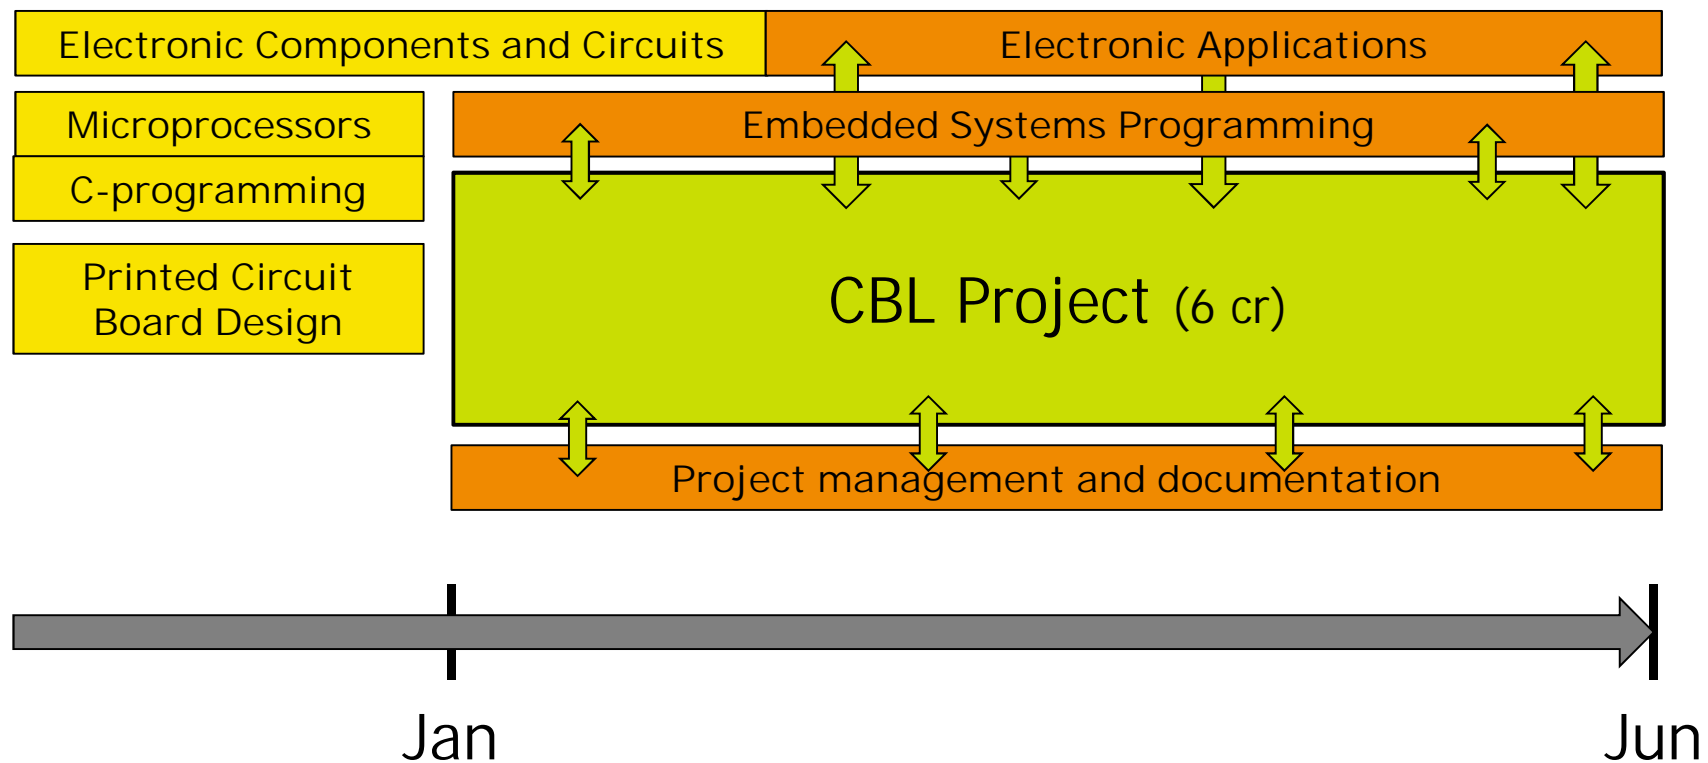 Electronic Components and Circuits
Electronic Applications
Microprocessors
Embedded Systems Programming
C-programming
Printed Circuit
Board Design
CBL Project (6 cr)
Project management and documentation
Jan
Jun